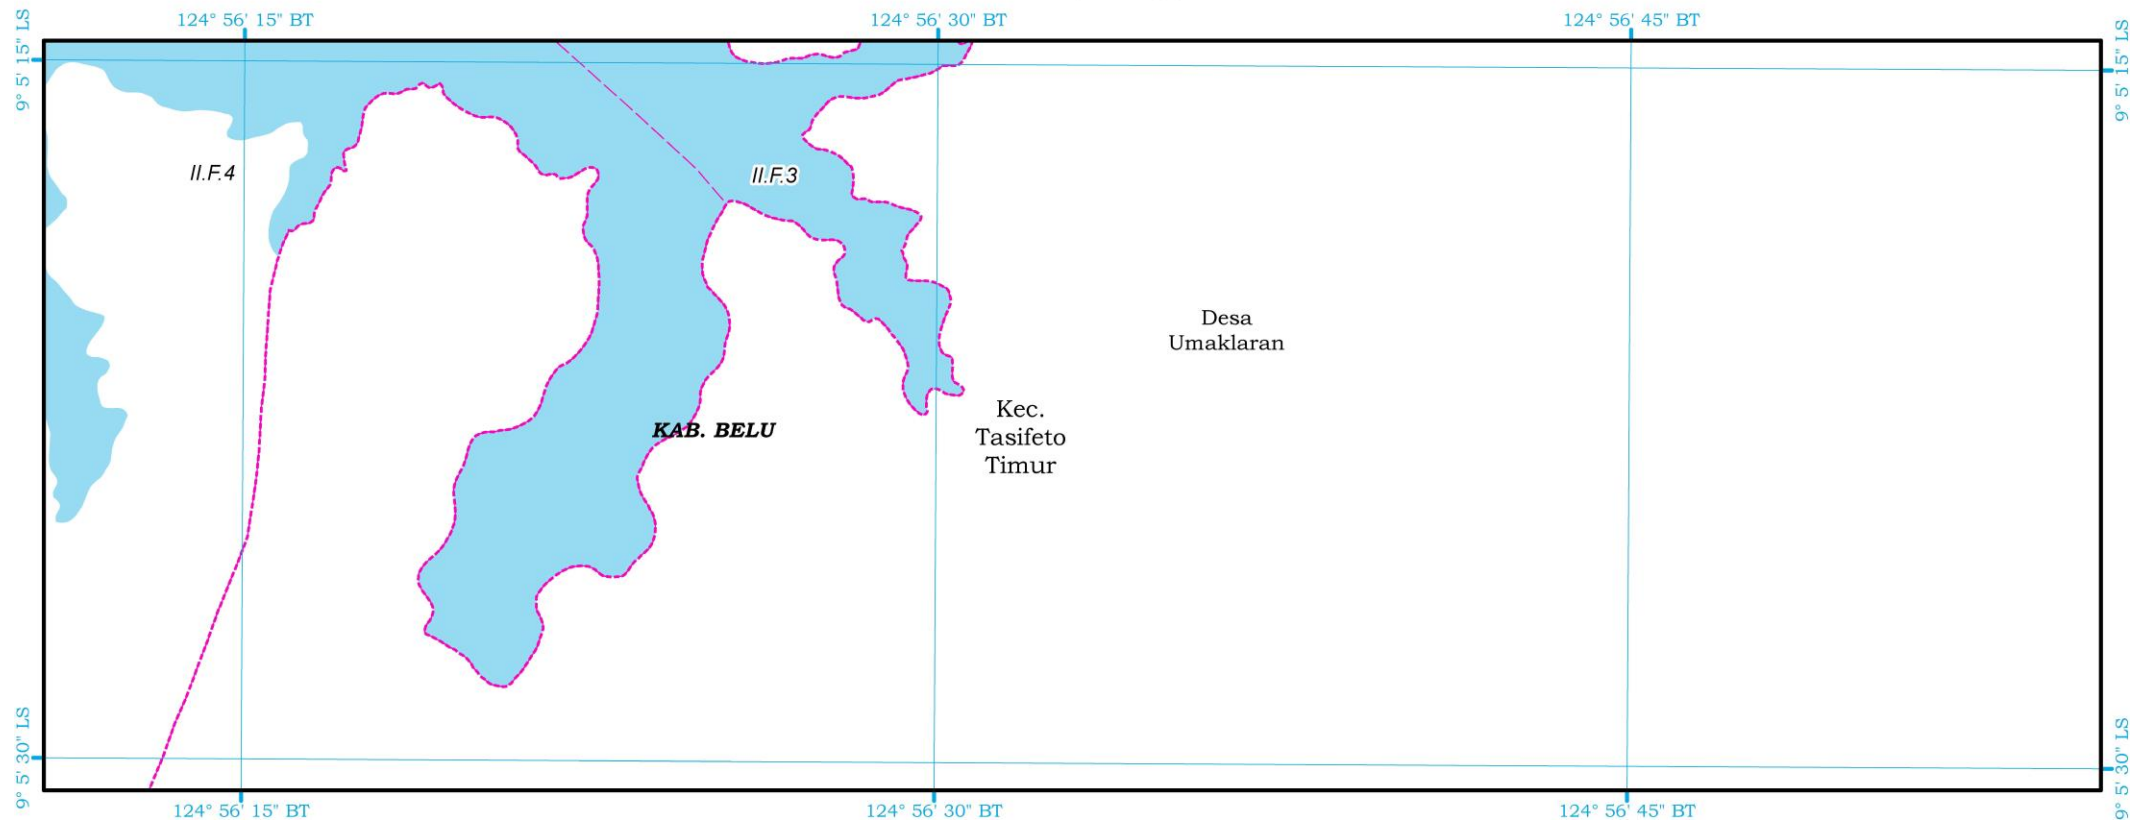 124° 56' 15" BT
124° 56' 30" BT
124° 56' 45" BT
9° 5' 15" LS
9° 5' 15" LS
II.F.4
II.F.3
Desa
Umaklaran
Kec.
Tasifeto
Timur
KAB. BELU
9° 5' 30" LS
9° 5' 30" LS
124° 56' 15" BT
124° 56' 30" BT
124° 56' 45" BT